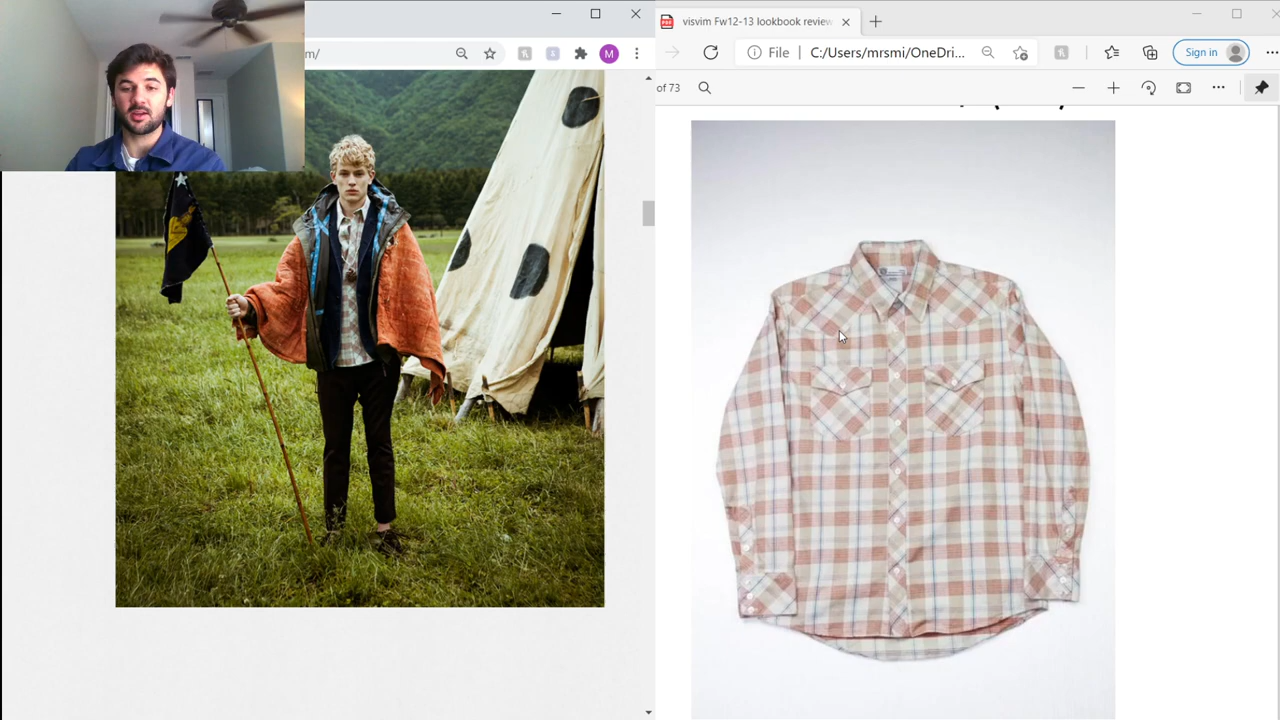 m/
M
visvim Fw12-13 lookbook review
File
C:/Users/mrsmi/OneDri...
Sign in
of 73